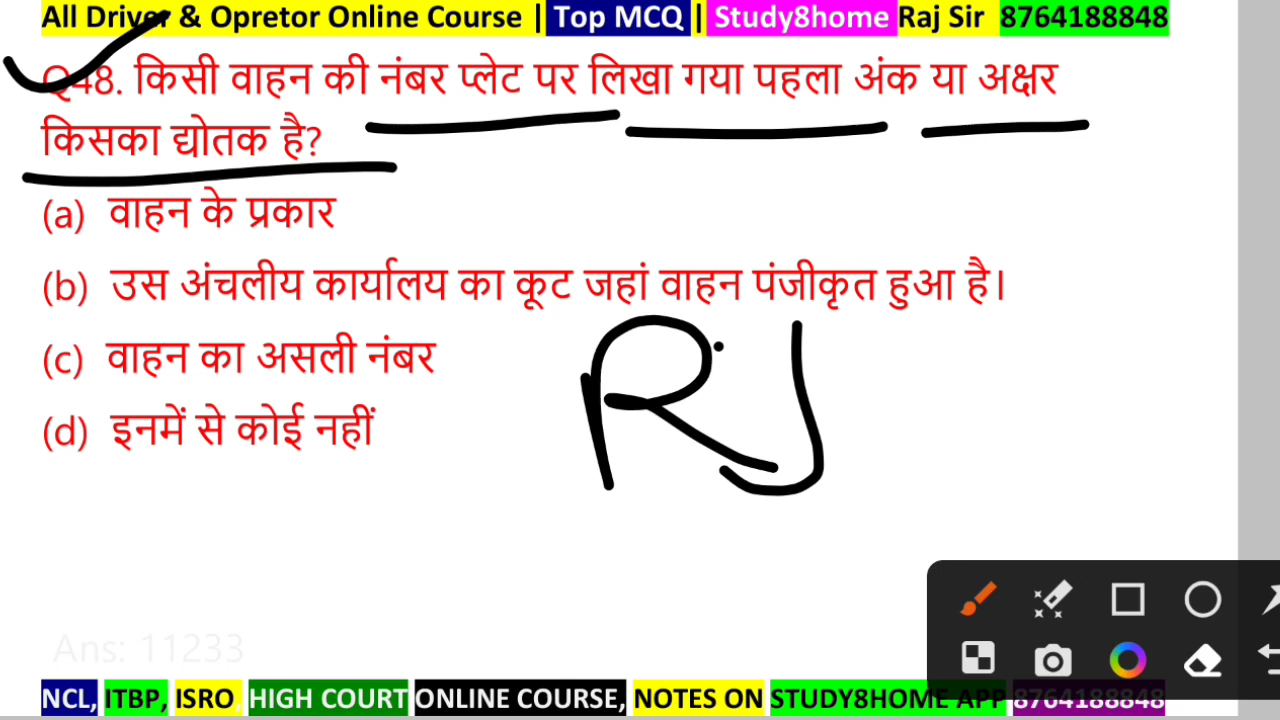 All Driver & Opretor Online Course | Top MCQ | Study8home Raj Sir 8764188848
Q48. किसी वाहन की नंबर प्लेट पर लिखा गया पहला अंक या अक्षर
किसका द्योतक है?
(a) वाहन के प्रकार
(b) उस अंचलीय कार्यालय का कूट जहां वाहन पंजीकृत हुआ है।
(c) वाहन का असली नंबर
(d) इनमें से कोई नहीं
RJ
Ans: 11233
NCL, ITBP, ISRO, HIGH COURT ONLINE COURSE, NOTES ON STUDY8HOME APP 8764188848